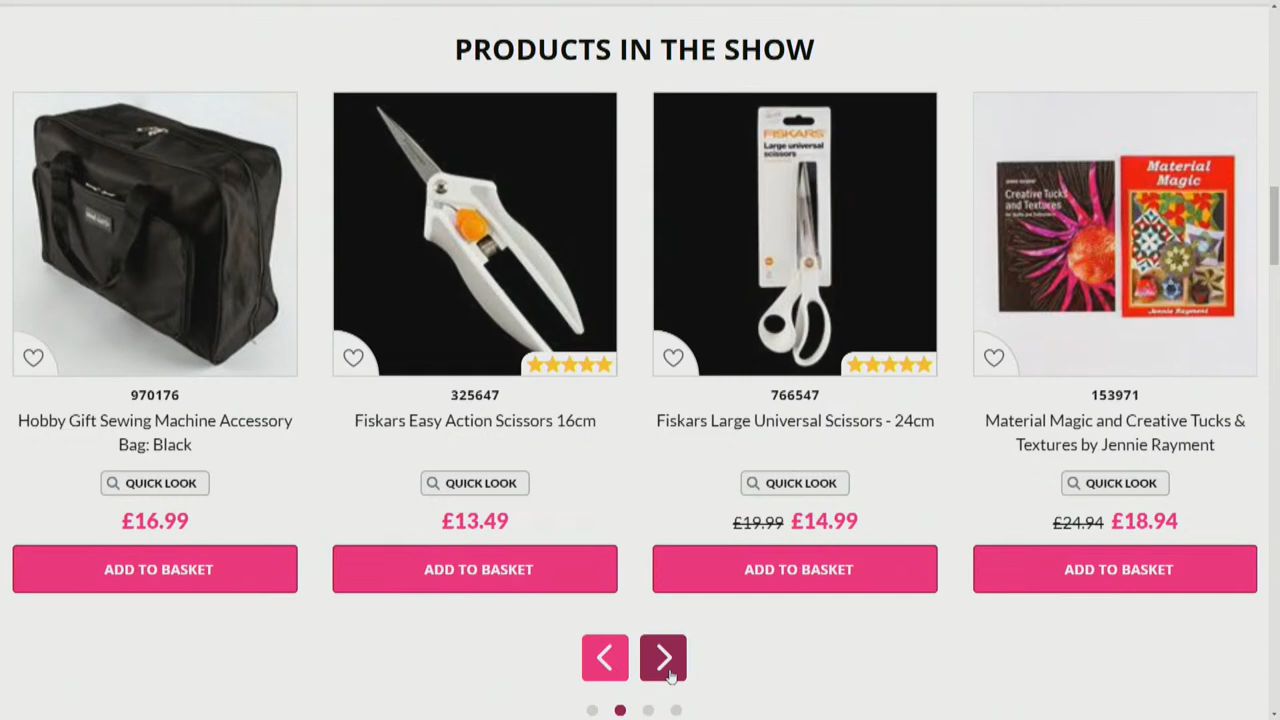 PRODUCTS IN THE SHOW
FISKARS
Large universal
scissors
Creative Tucks
and Textures
Material
Magic
Jennie Rayment
970176
325647
766547
153971
Hobby Gift Sewing Machine Accessory
Bag: Black
Fiskars Easy Action Scissors 16cm
Fiskars Large Universal Scissors - 24cm
Material Magic and Creative Tucks &
Textures by Jennie Rayment
QUICK LOOK
QUICK LOOK
QUICK LOOK
QUICK LOOK
£16.99
£13.49
£19.99 £14.99
£24.94 £18.94
ADD TO BASKET
ADD TO BASKET
ADD TO BASKET
ADD TO BASKET